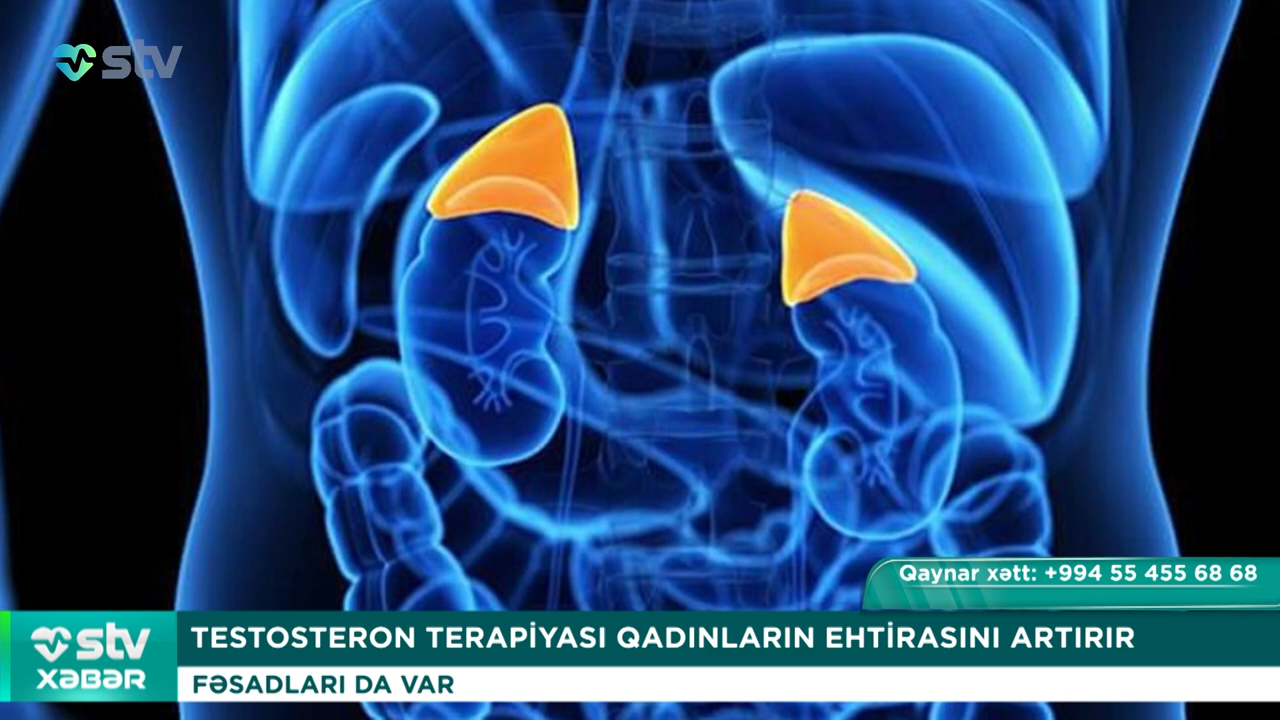 stv
Qaynar xətt: +994 55 455 68 68
stv
XƏBƏR
TESTOSTERON TERAPİYASI QADINLARIN EHTİRASINI ARTIRIR
FƏSADLARI DA VAR